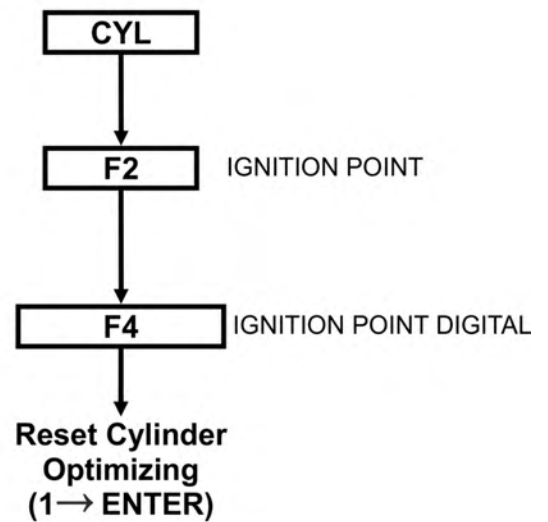 CYL
F2 IGNITION POINT
F4 IGNITION POINT DIGITAL
Reset Cylinder
Optimizing
(1→ ENTER)